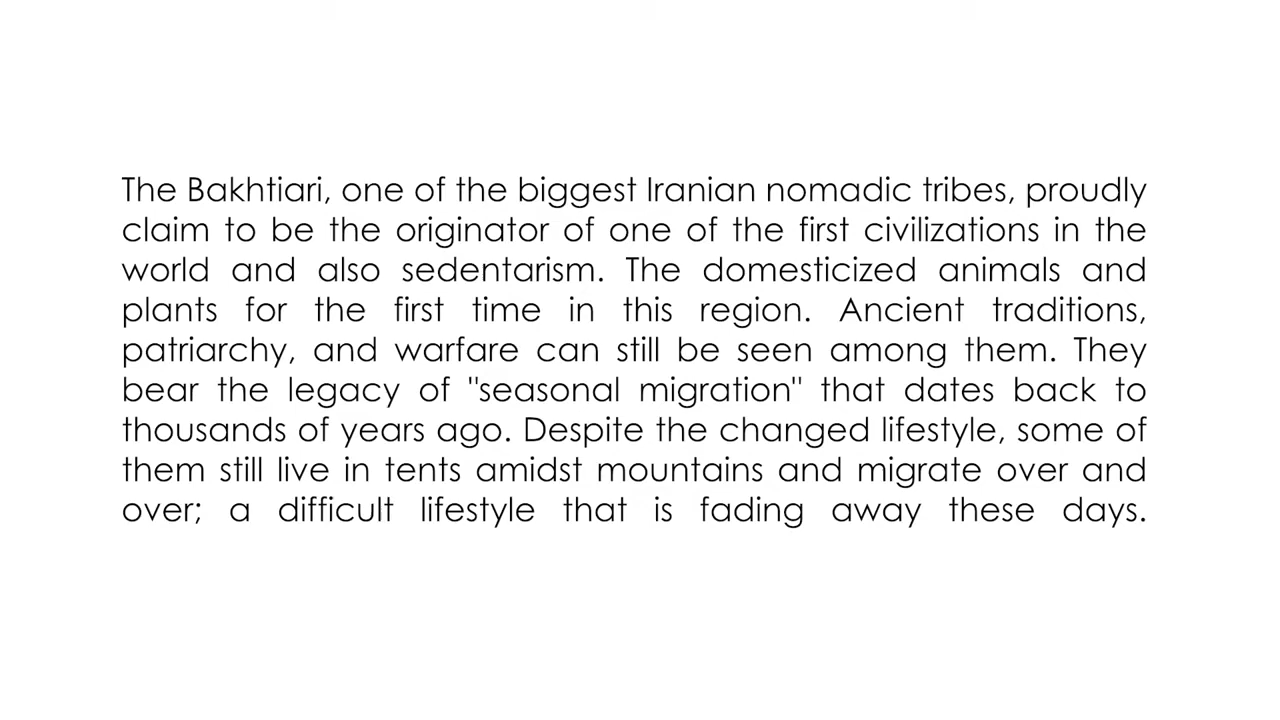 The Bakhtiari, one of the biggest Iranian nomadic tribes, proudly
claim to be the originator of one of the first civilizations in the
world and also sedentarism. The domesticized animals and
plants for the first time in this region. Ancient traditions,
patriarchy, and warfare can still be seen among them. They
bear the legacy of "seasonal migration" that dates back to
thousands of years ago. Despite the changed lifestyle, some of
them still live in tents amidst mountains and migrate over and
over; a difficult lifestyle that is fading away these days.